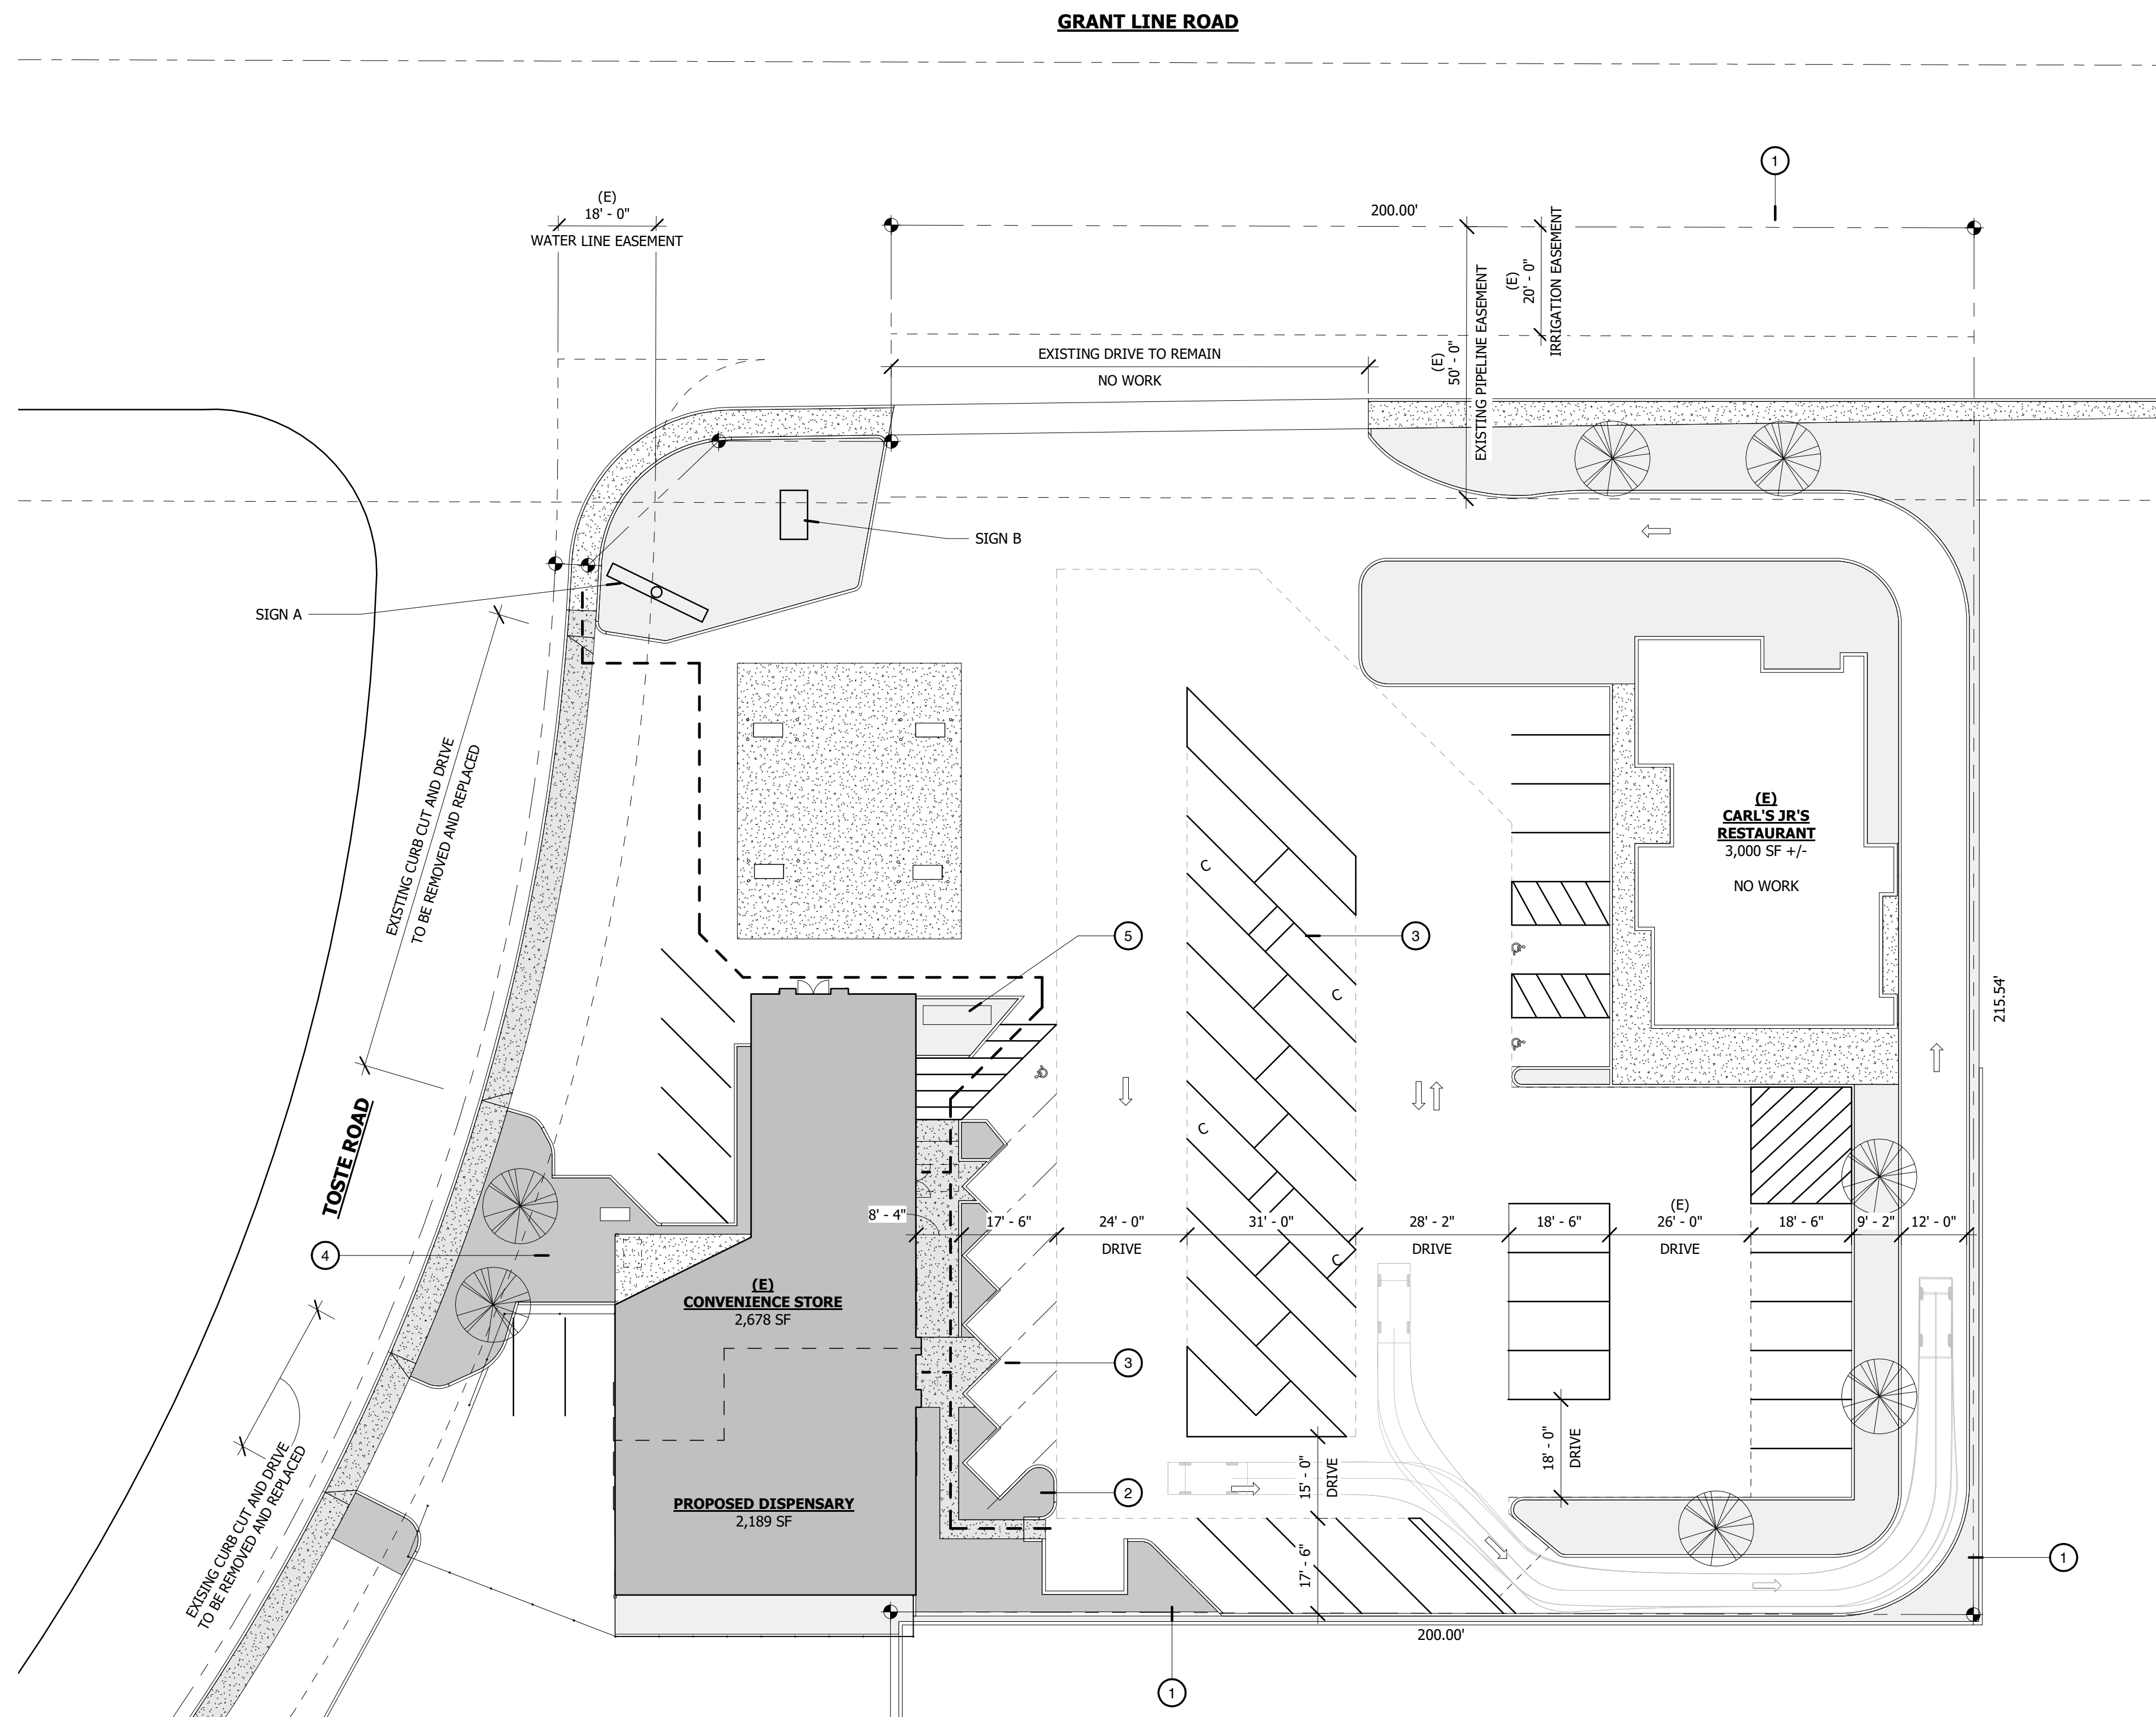 GRANT LINE ROAD
1
(E)
18' - 0"
WATER LINE EASEMENT
200.00'
(E)
20' - 0"
IRRIGATION EASEMENT
(E)
50' - 0"
EXISTING PIPELINE EASEMENT
EXISTING DRIVE TO REMAIN
NO WORK
SIGN B
SIGN A
EXISTING CURB CUT AND DRIVE
TO BE REMOVED AND REPLACED
(E)
CARL'S JR'S
RESTAURANT
3,000 SF +/-
NO WORK
C
5
3
C
215.54'
TOSTE ROAD
C
8' - 4"
17' - 6"
24' - 0"
DRIVE
31' - 0"
28' - 2"
DRIVE
18' - 6"
(E)
26' - 0"
DRIVE
18' - 6"
9' - 2"
12' - 0"
4
C
(E)
CONVENIENCE STORE
2,678 SF
3
18' - 0"
DRIVE
15' - 0"
DRIVE
2
PROPOSED DISPENSARY
2,189 SF
EXISING CURB CUT AND DRIVE
TO BE REMOVED AND REPLACED
17' - 6"
1
200.00'
1